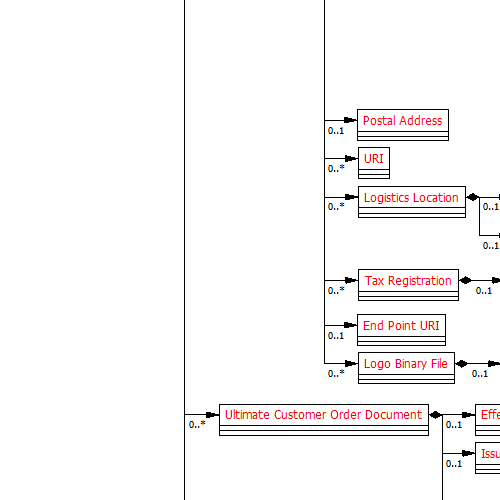 Postal Address
0..1
URI
0..*
Logistics Location
0..*
0..1
0..1
Tax Registration
0..*
0..1
End Point URI
0..1
Logo Binary File
0..*
0..1
Ultimate Customer Order Document
Effe
0..*
0..1
Issu
0..1